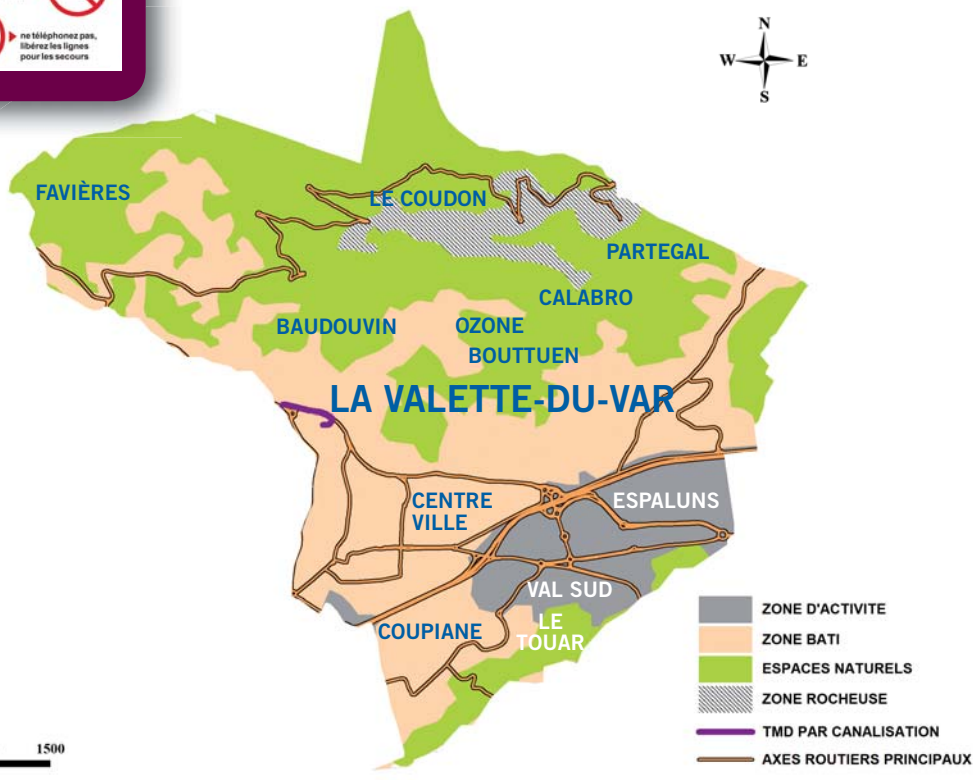 ne téléphonez pas,
libérez les lignes
pour les secours
N
W E
S
FAVIÈRES
LE COUDON
PARTEGAL
CALABRO
BAUDOUVIN
OZONE
BOUTTUEN
LA VALETTE-DU-VAR
CENTRE
VILLE
ESPALUNS
VAL SUD
LE
TOUAR
COUPIANE
ZONE D'ACTIVITE
ZONE BATI
ESPACES NATURELS
ZONE ROCHEUSE
TMD PAR CANALISATION
AXES ROUTIERS PRINCIPAUX
1500